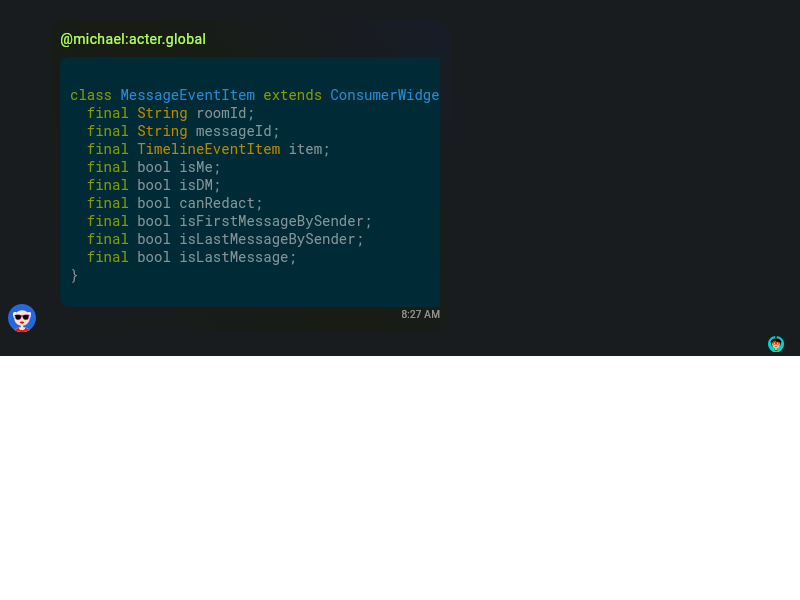 @michael:acter.global
class MessageEventItem extends ConsumerWidge
  final String roomId;
  final String messageId;
  final TimelineEventItem item;
  final bool isMe;
  final bool isDM;
  final bool canRedact;
  final bool isFirstMessageBySender;
  final bool isLastMessageBySender;
  final bool isLastMessage;
}
8:27 AM